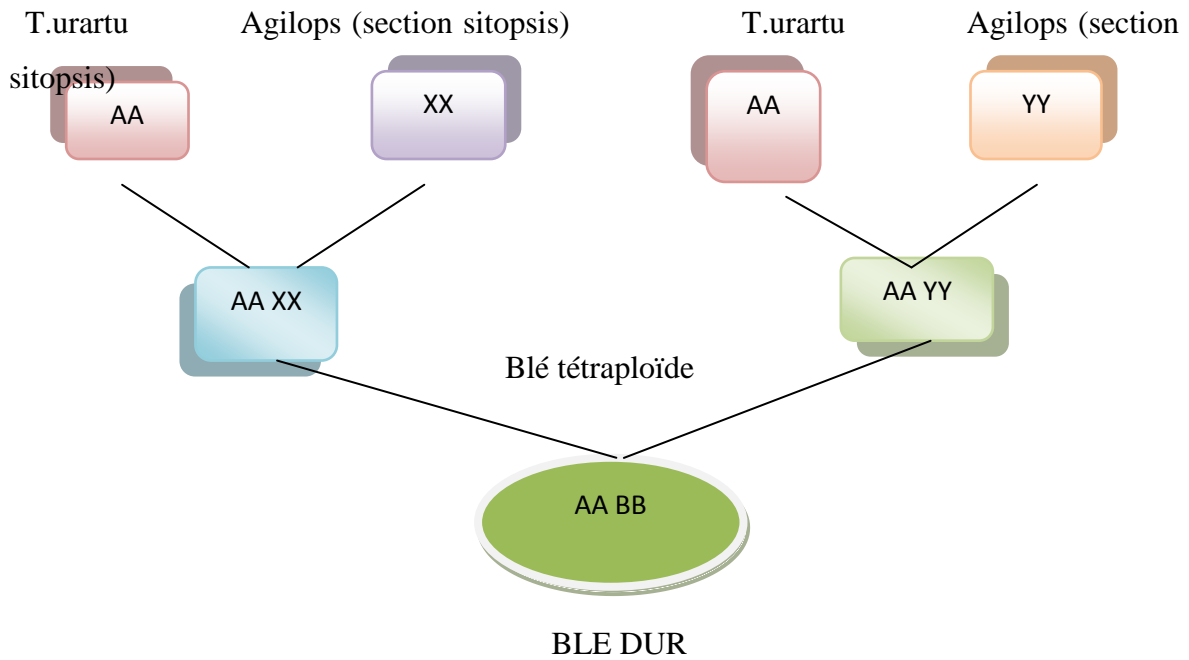 T.urartu Agilops (section sitopsis) T.urartu Agilops (section
sitopsis)
AA XX AA YY
AA XX AA YY
Blé tétraploïde
AA BB
BLE DUR